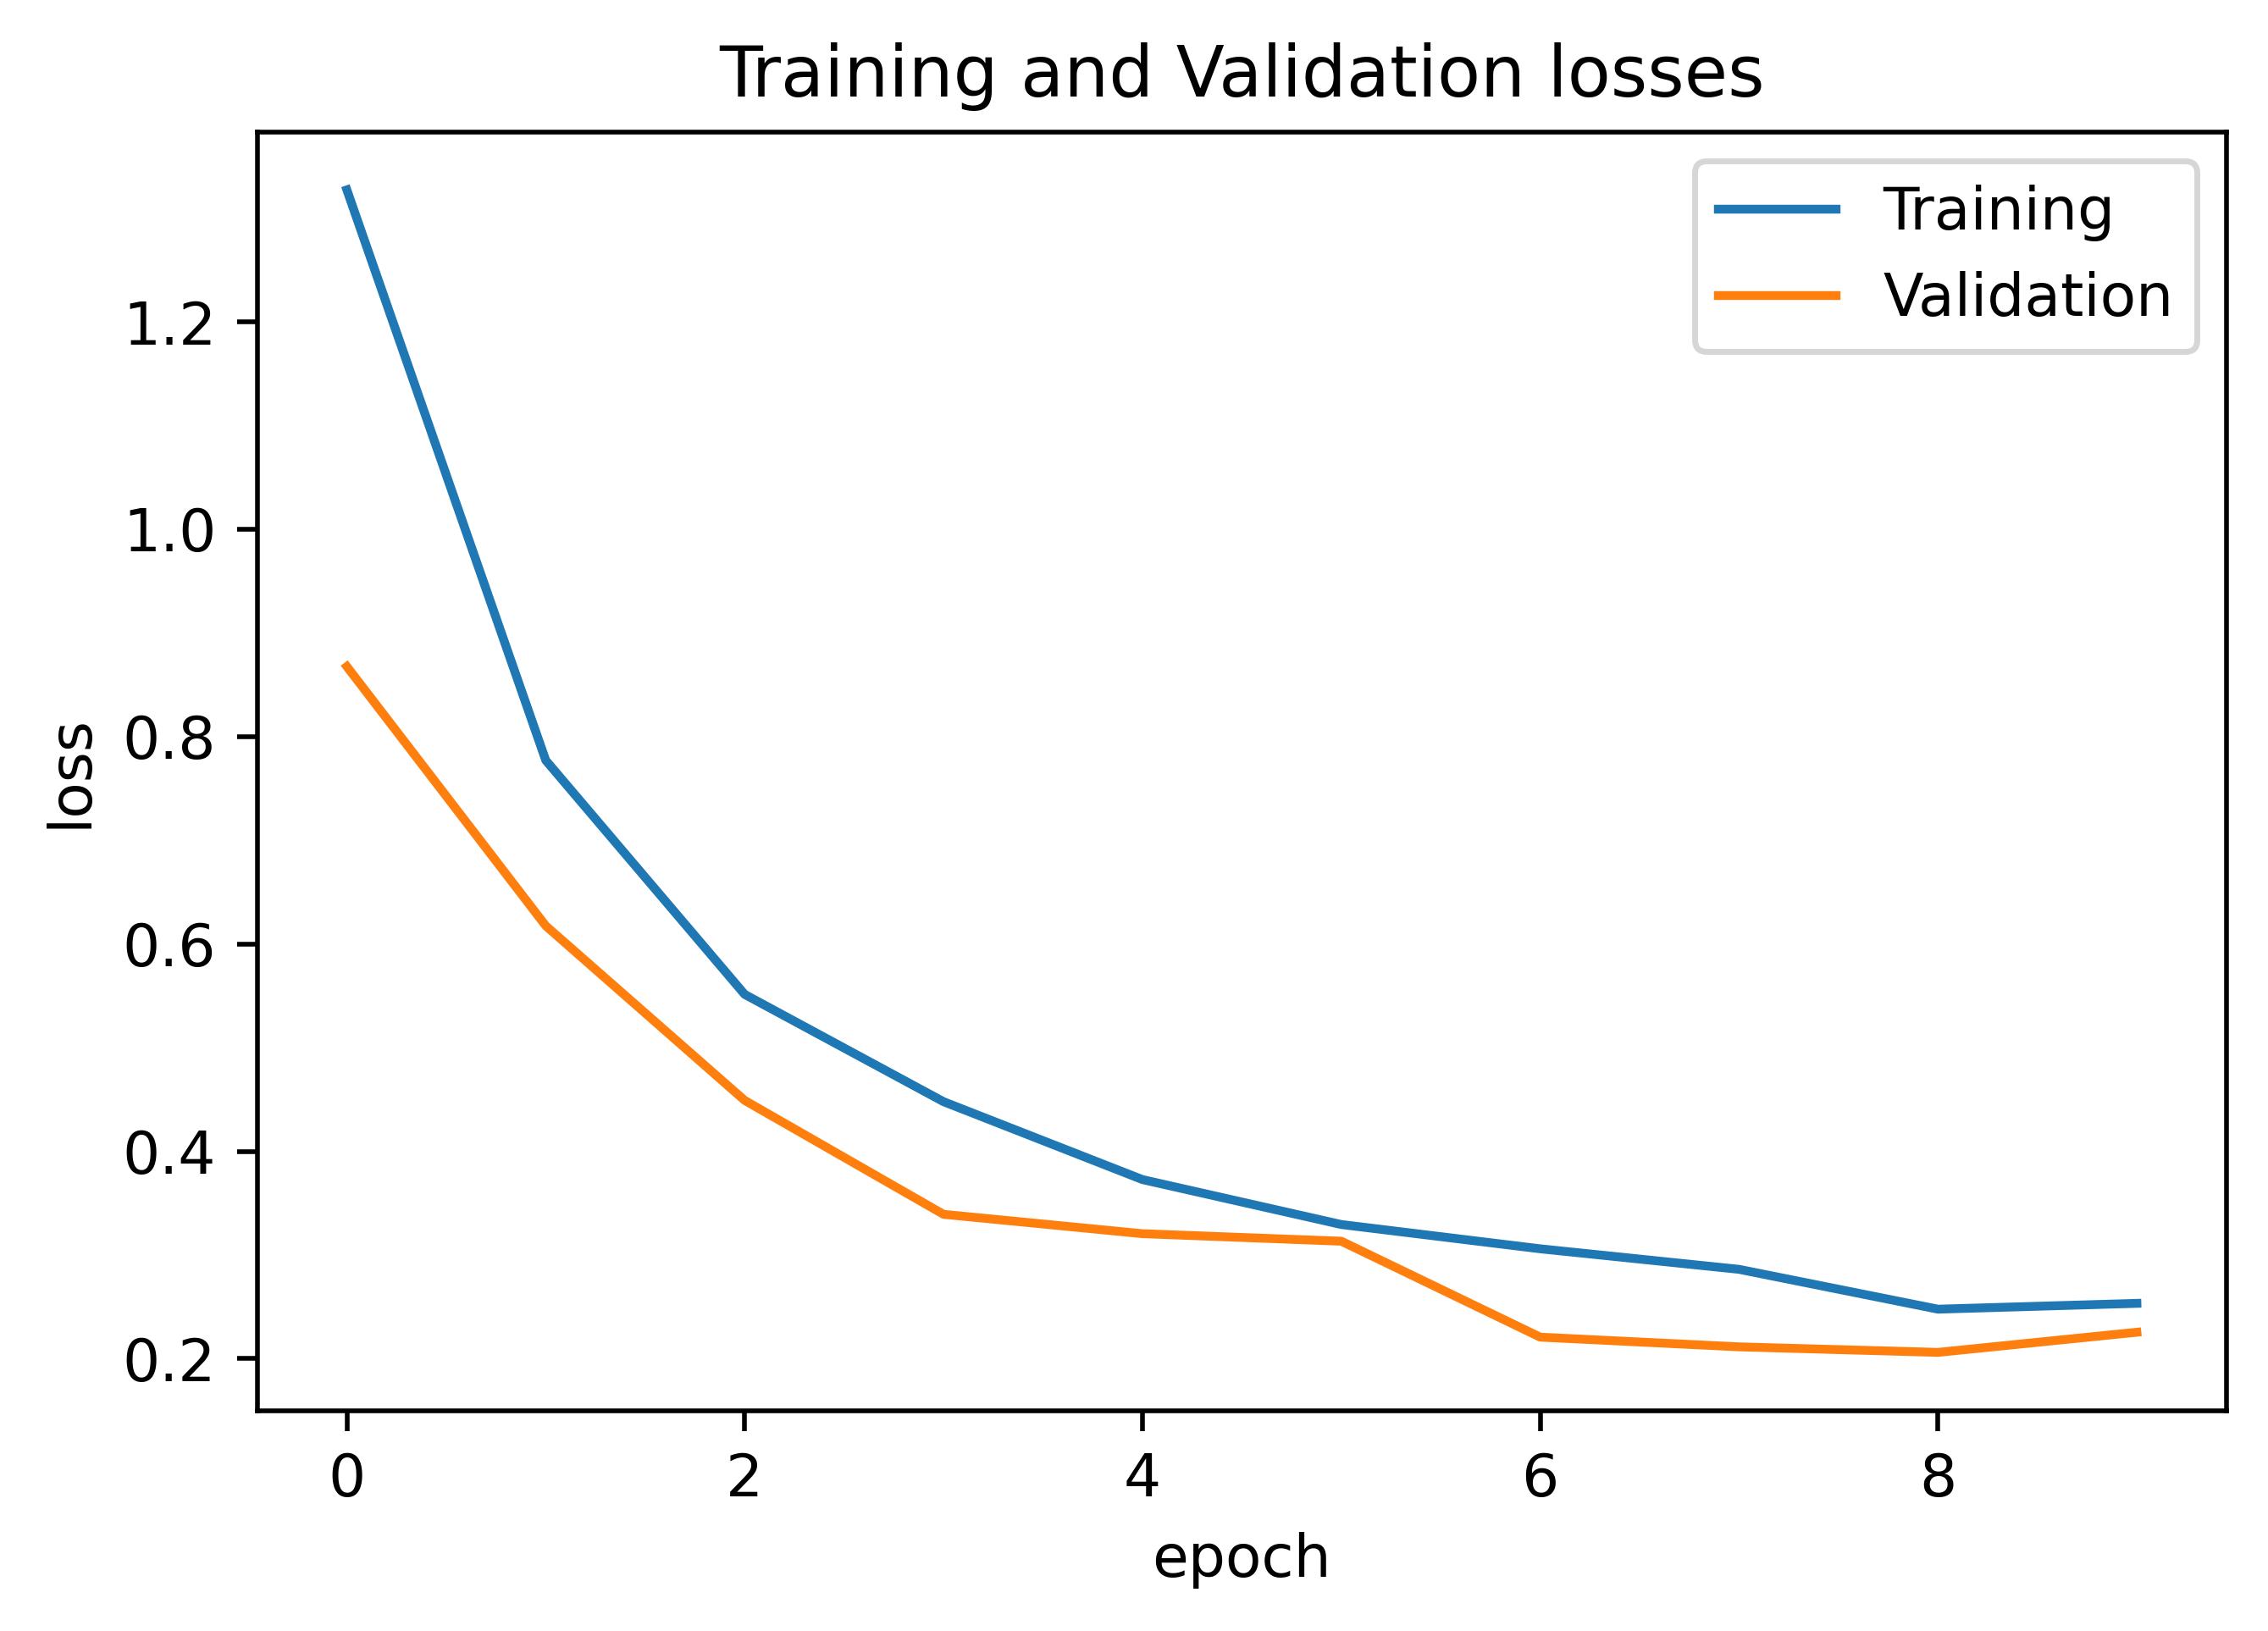 Training and Validation losses
Training
Validation
1.2
1.0
0.8
0.6
0.4
0.2
loss
0 2 4 6 8
epoch